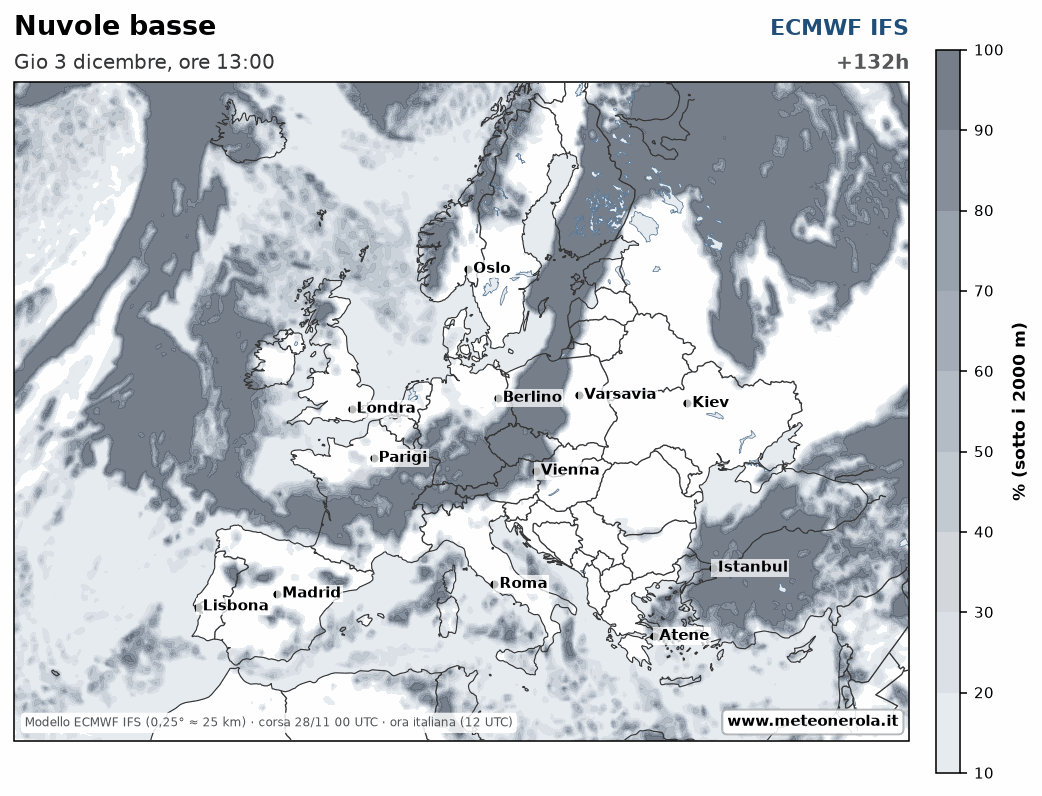 Nuvole basse
ECMWF IFS
Gio 3 dicembre, ore 13:00
+132h
Oslo
Berlino
Varsavia
Kiev
Londra
Parigi
Vienna
Istanbul
Roma
Madrid
Lisbona
Atene
Modello ECMWF IFS (0,25° ≈ 25 km) · corsa 28/11 00 UTC · ora italiana (12 UTC)
www.meteonerola.it
100
90
80
70
60
50
40
30
20
10
% (sotto i 2000 m)